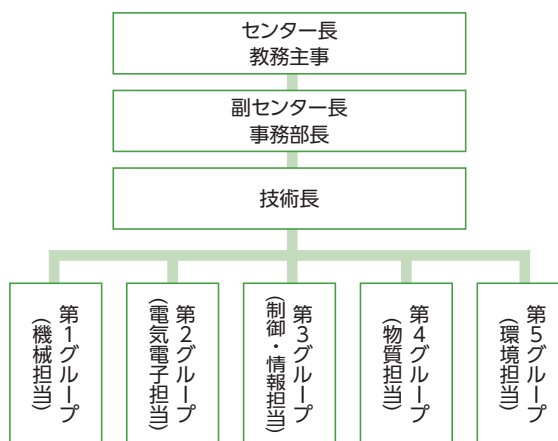 センター長
教務主事
副センター長
事務部長
技術長
第1グループ
(機械担当)
第2グループ
(電気電子担当)
第3グループ
(制御・情報担当)
第4グループ
(物質担当)
第5グループ
(環境担当)